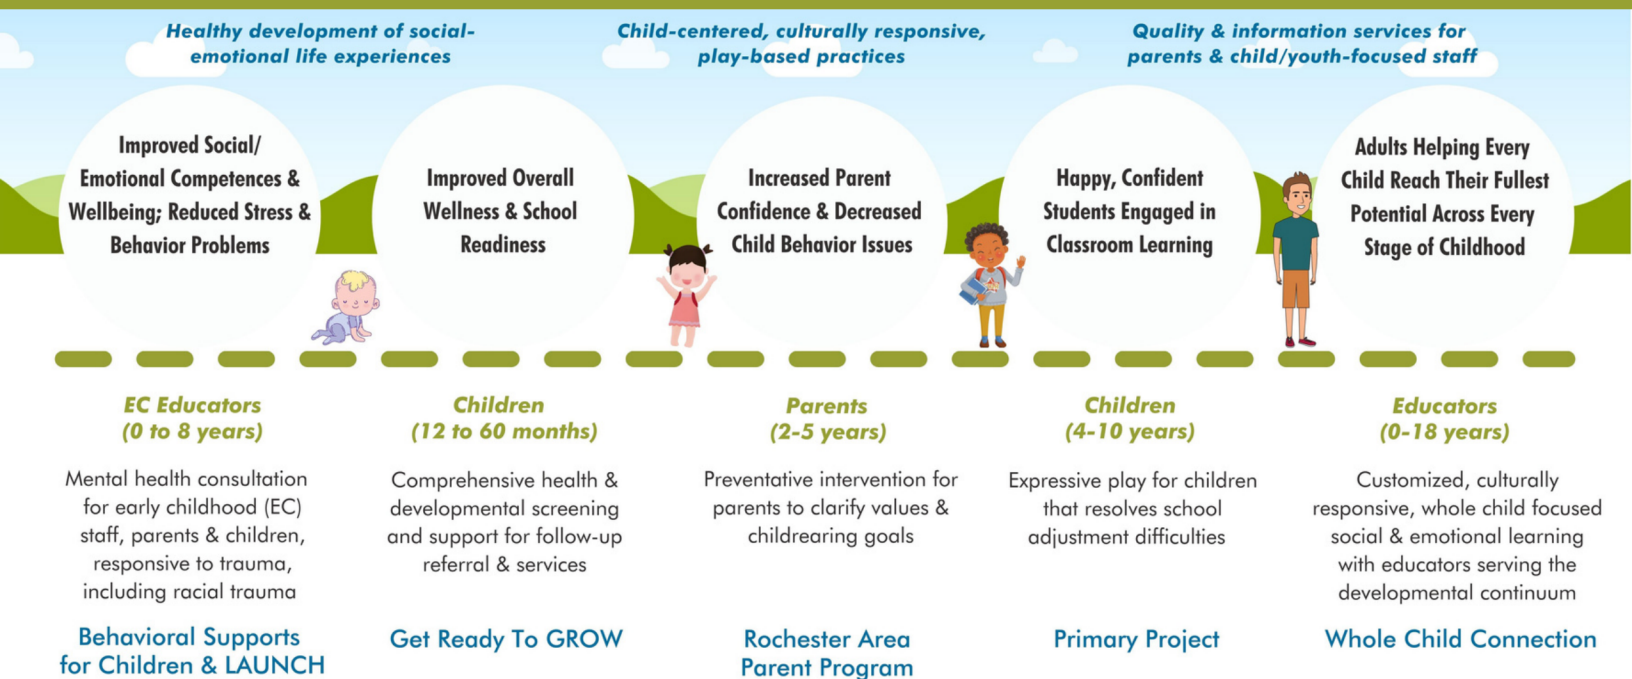 Healthy development of social-
emotional life experiences
Child-centered, culturally responsive,
play-based practices
Quality & information services for
parents & child/youth-focused staff
Improved Social/
Emotional Competences &
Wellbeing; Reduced Stress &
Behavior Problems
Improved Overall
Wellness & School
Readiness
Increased Parent
Confidence & Decreased
Child Behavior Issues
Happy, Confident
Students Engaged in
Classroom Learning
Adults Helping Every
Child Reach Their Fullest
Potential Across Every
Stage of Childhood
EC Educators
(0 to 8 years)
Mental health consultation
for early childhood (EC)
staff, parents & children,
responsive to trauma,
including racial trauma
Behavioral Supports
for Children & LAUNCH
Children
(12 to 60 months)
Comprehensive health &
developmental screening
and support for follow-up
referral & services
Get Ready To GROW
Parents
(2-5 years)
Preventative intervention for
parents to clarify values &
childrearing goals
Rochester Area
Parent Program
Children
(4-10 years)
Expressive play for children
that resolves school
adjustment difficulties
Primary Project
Educators
(0-18 years)
Customized, culturally
responsive, whole child focused
social & emotional learning
with educators serving the
developmental continuum
Whole Child Connection